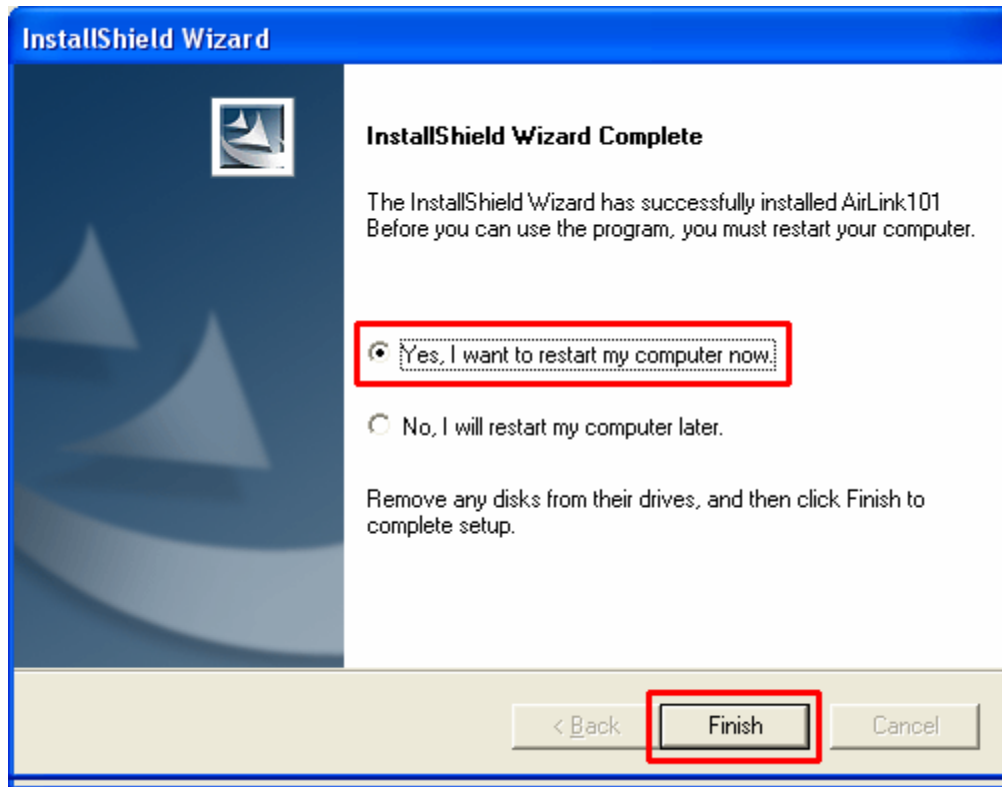 InstallShield Wizard
InstallShield Wizard Complete
The InstallShield Wizard has successfully installed AirLink101
Before you can use the program, you must restart your computer.
Yes, I want to restart my computer now.
No, I will restart my computer later.
Remove any disks from their drives, and then click Finish to
complete setup.
< Back
Finish
Cancel